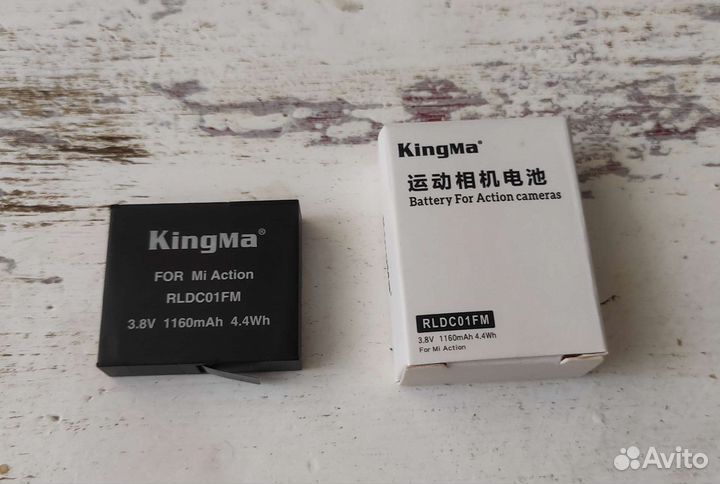 KingMa®
FOR Mi Action
RLDC01FM
3.8V 1160mAh 4.4Wh
KingMa®
运动相机电池
Battery For Action cameras
RLDC01FM
3.8V 1160mAh 4.4Wh
For Mi Action
Avito